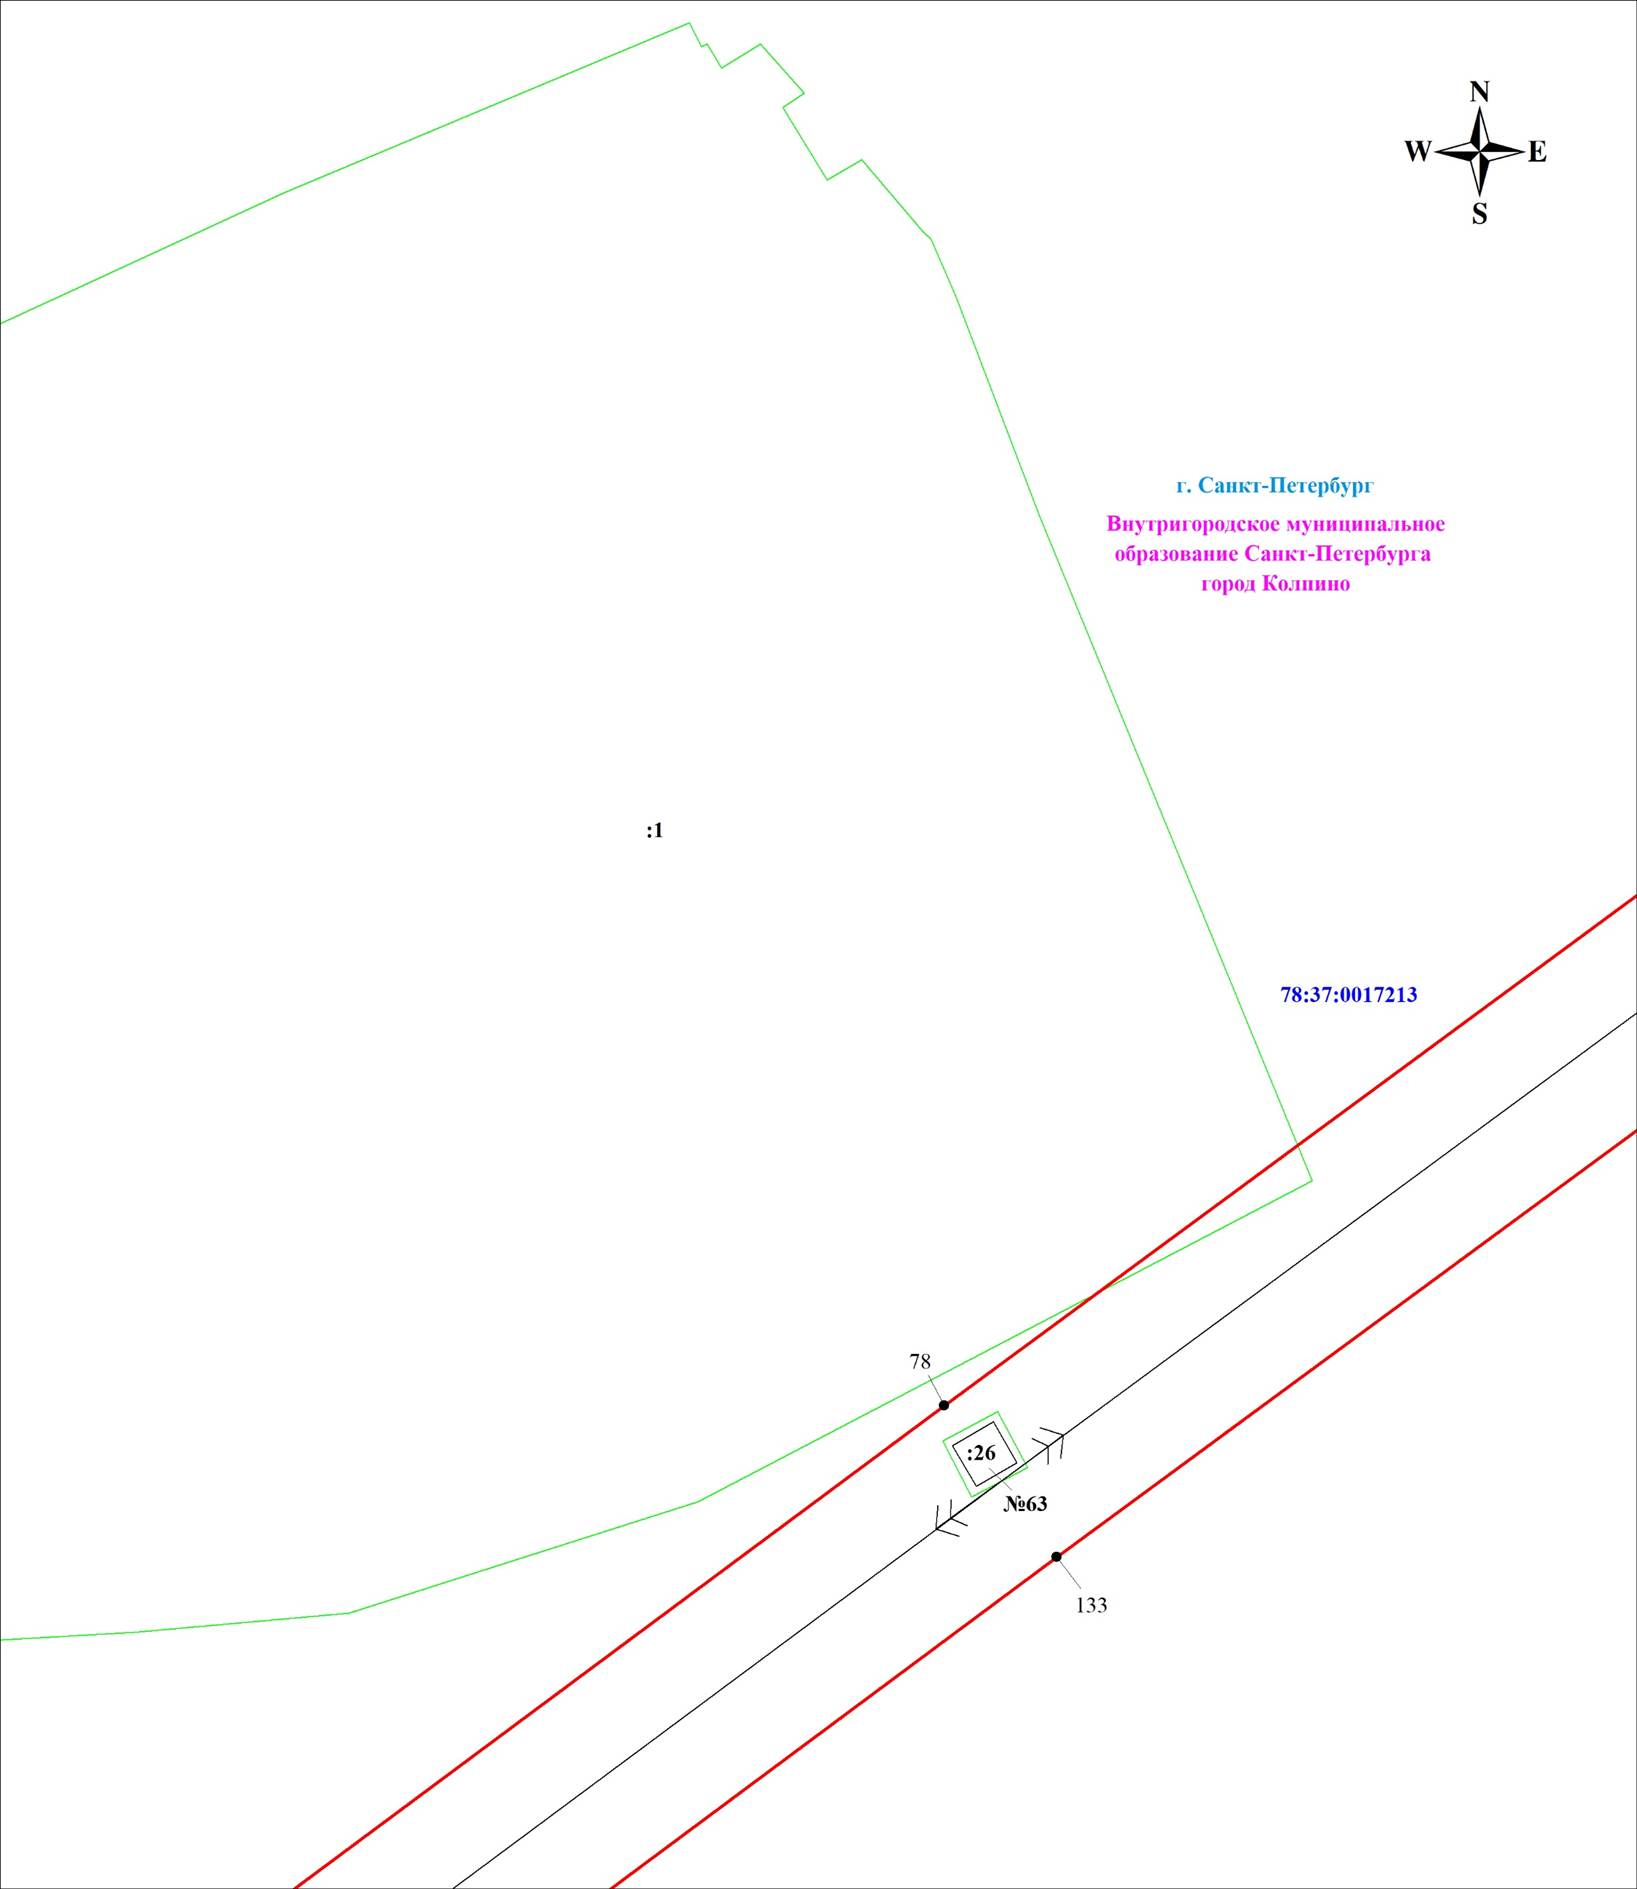 N
W E
S
г. Санкт-Петербург
Внутригородское муниципальное
образование Санкт-Петербурга
город Колпино
:1
78:37:0017213
78
:26
№63
133